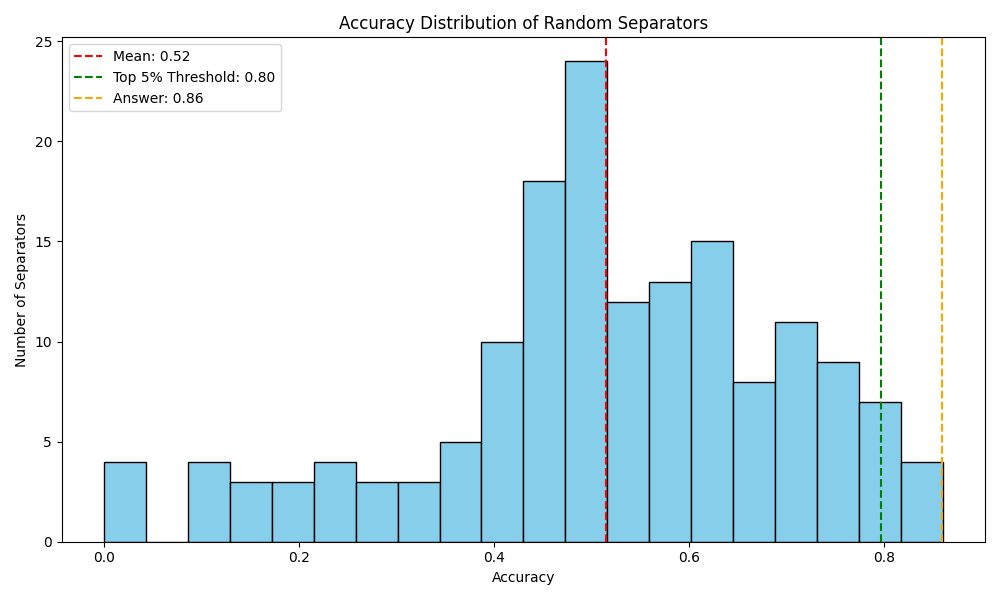 Accuracy Distribution of Random Separators
Mean: 0.52
Top 5% Threshold: 0.80
Answer: 0.86
Number of Separators
25
20
15
10
5
0
0.0 0.2 0.4 0.6 0.8
Accuracy